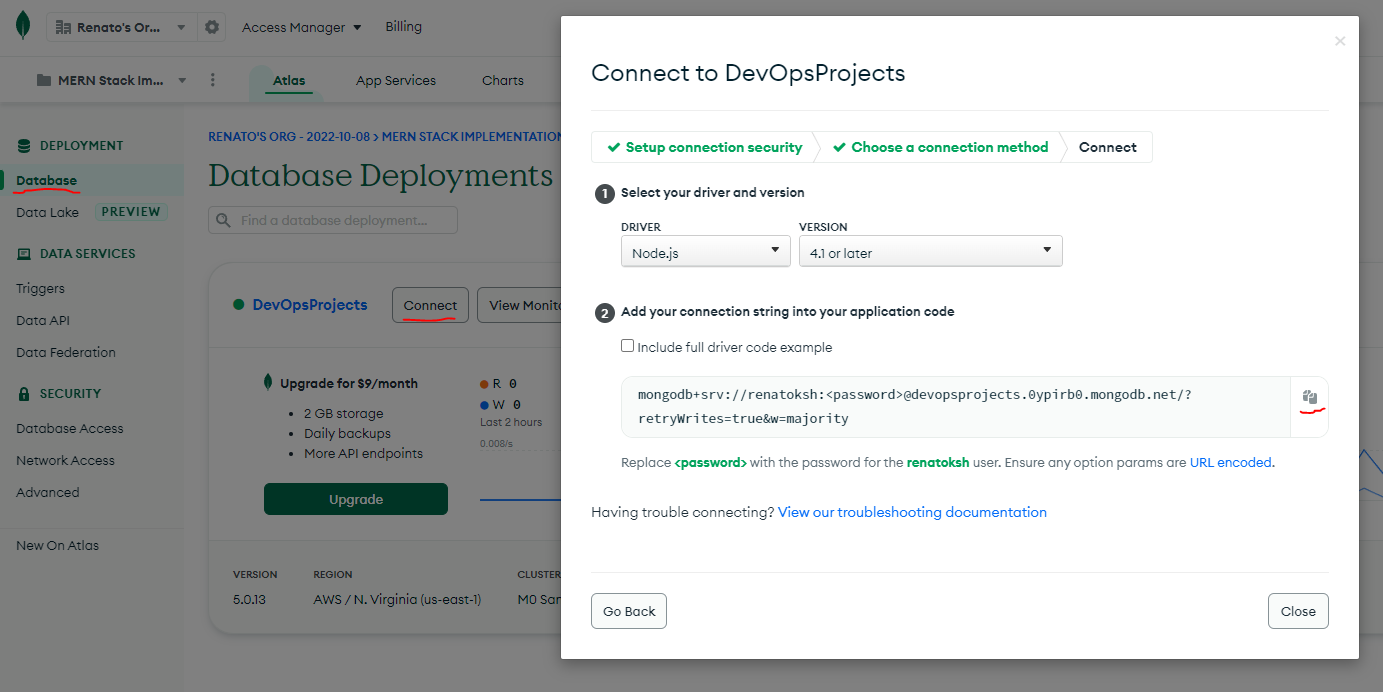 Renato's Or...
Access Manager
Billing
MERN Stack Im...
Atlas
App Services
Charts
DEPLOYMENT
Database
Data Lake
PREVIEW
DATA SERVICES
Triggers
Data API
Data Federation
SECURITY
Database Access
Network Access
Advanced
New On Atlas
RENATO'S ORG - 2022-10-08 > MERN STACK IMPLEMENTATION
Database Deployments
Find a database deployment...
DevOpsProjects
Connect
View Monito
Upgrade for $9/month
• 2 GB storage
• Daily backups
• More API endpoints
Upgrade
R 0
W 0
Last 2 hours
0.008/s
VERSION
5.0.13
REGION
AWS / N. Virginia (us-east-1)
CLUSTER
M0 San
×
Connect to DevOpsProjects
✔ Setup connection security
✔ Choose a connection method
Connect
1 Select your driver and version
DRIVER
Node.js
VERSION
4.1 or later
2 Add your connection string into your application code
Include full driver code example
mongodb+srv://renatoksh:<password>@devopsprojects.0ypirb0.mongodb.net/?
retryWrites=true&w=majority
Replace <password> with the password for the renatoksh user. Ensure any option params are URL encoded.
Having trouble connecting? View our troubleshooting documentation
Go Back
Close